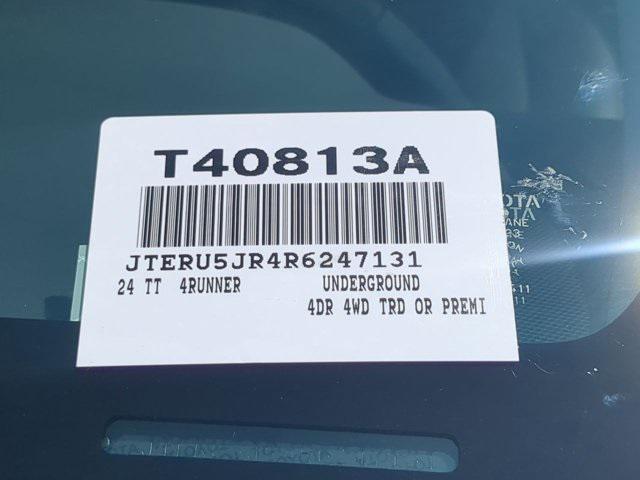 T40813A
JTERU5JR4R6247131
24 TT 4RUNNER UNDERGROUND
4DR 4WD TRD OR PREMI